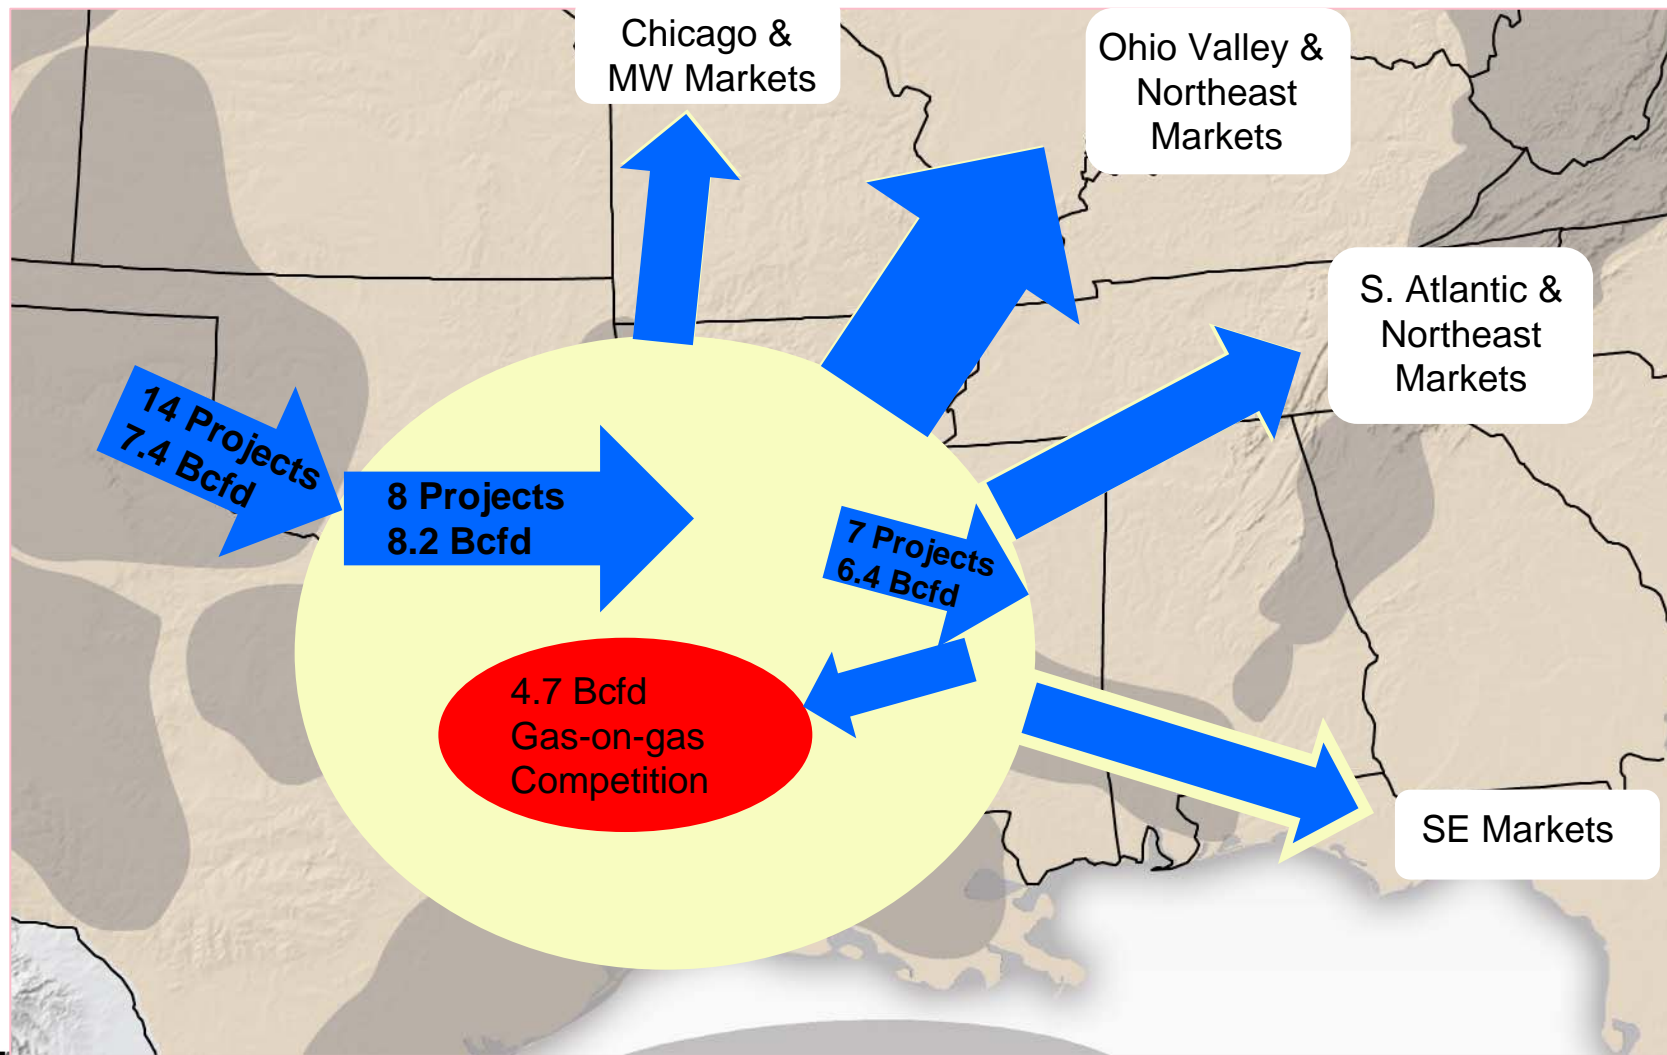 Chicago &
MW Markets
Ohio Valley &
Northeast
Markets
S. Atlantic &
Northeast
Markets
14 Projects
7.4 Bcfd
8 Projects
8.2 Bcfd
7 Projects
6.4 Bcfd
4.7 Bcfd
Gas-on-gas
Competition
SE Markets